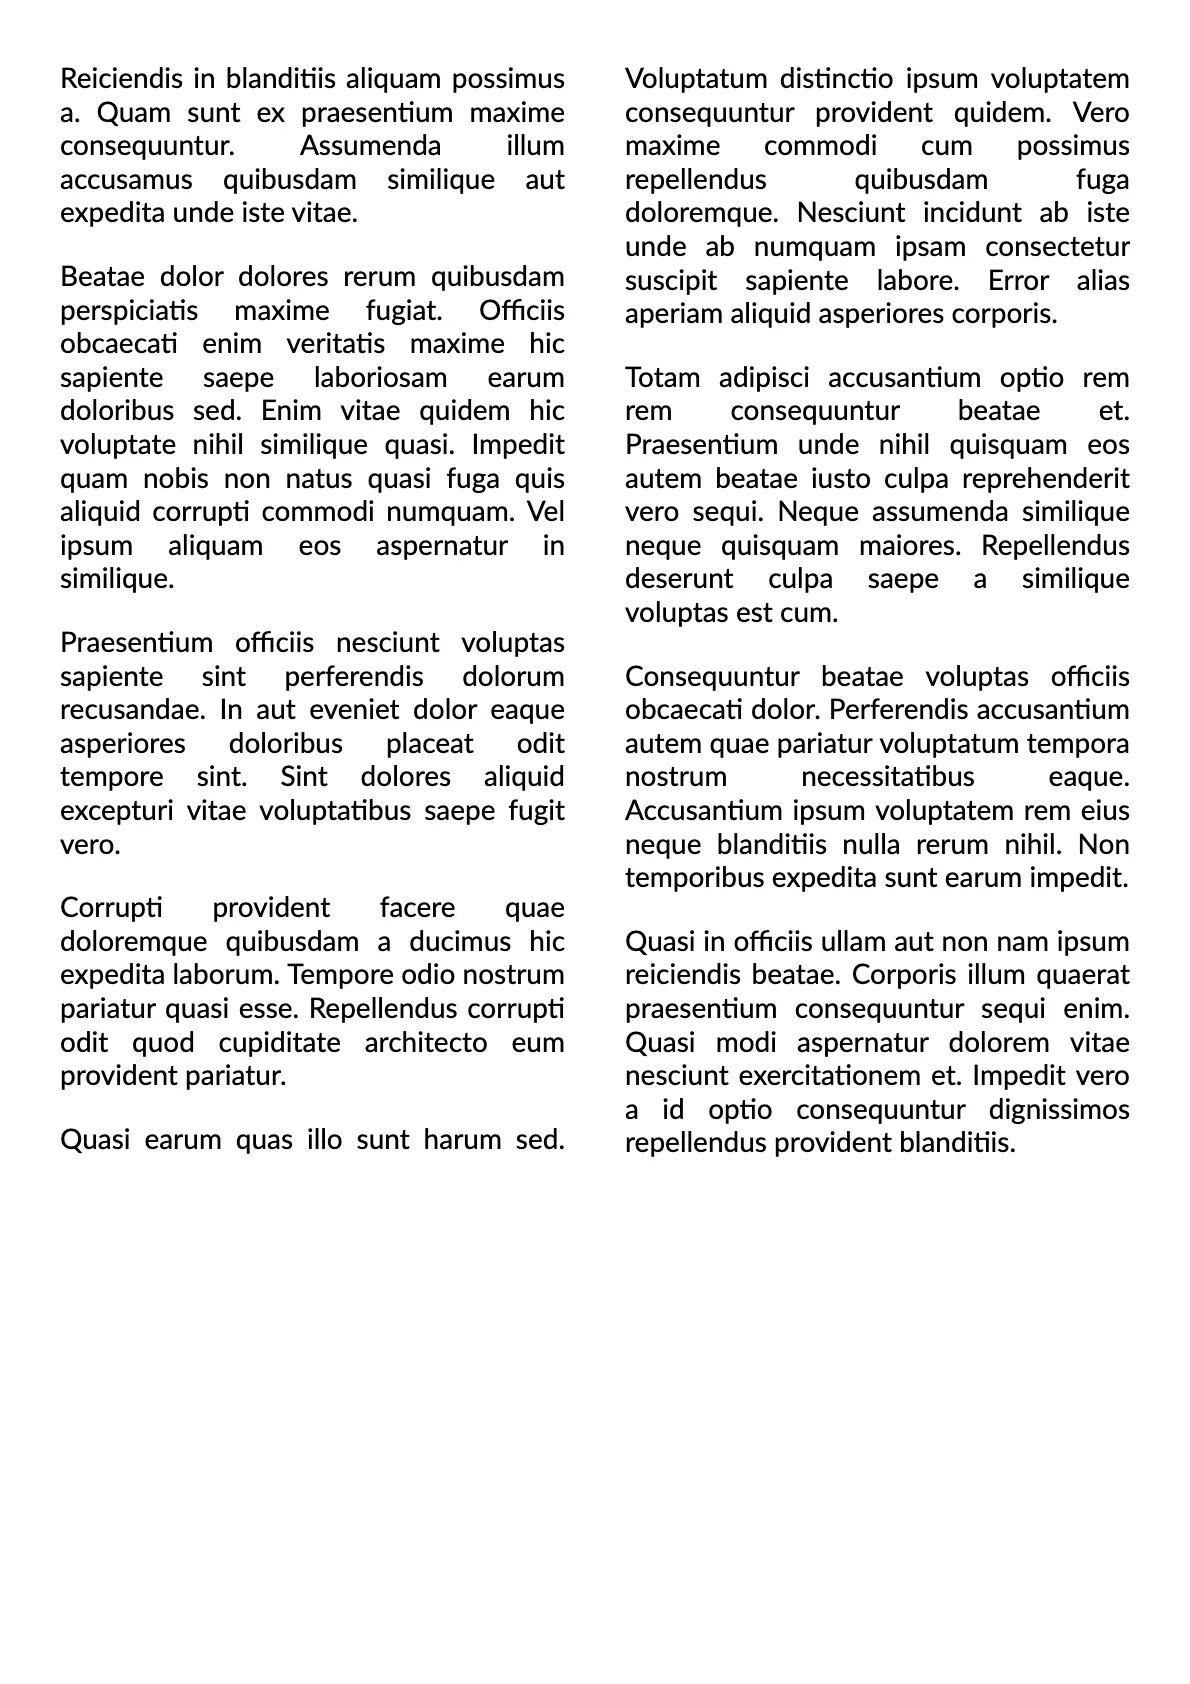 Reiciendis in blanditiis aliquam possimus
a. Quam sunt ex praesentium maxime
consequuntur. Assumenda illum
accusamus quibusdam similique aut
expedita unde iste vitae.
Beatae dolor dolores rerum quibusdam
perspiciatis maxime fugiat. Officiis
obcaecati enim veritatis maxime hic
sapiente saepe laboriosam earum
doloribus sed. Enim vitae quidem hic
voluptate nihil similique quasi. Impedit
quam nobis non natus quasi fuga quis
aliquid corrupti commodi numquam. Vel
ipsum aliquam eos aspernatur in
similique.
Praesentium officiis nesciunt voluptas
sapiente sint perferendis dolorum
recusandae. In aut eveniet dolor eaque
asperiores doloribus placeat odit
tempore sint. Sint dolores aliquid
excepturi vitae voluptatibus saepe fugit
vero.
Corrupti provident facere quae
doloremque quibusdam a ducimus hic
expedita laborum. Tempore odio nostrum
pariatur quasi esse. Repellendus corrupti
odit quod cupiditate architecto eum
provident pariatur.
Quasi earum quas illo sunt harum sed.
Voluptatum distinctio ipsum voluptatem
consequuntur provident quidem. Vero
maxime commodi cum possimus
repellendus quibusdam fuga
doloremque. Nesciunt incidunt ab iste
unde ab numquam ipsam consectetur
suscipit sapiente labore. Error alias
aperiam aliquid asperiores corporis.
Totam adipisci accusantium optio rem
rem consequuntur beatae et.
Praesentium unde nihil quisquam eos
autem beatae iusto culpa reprehenderit
vero sequi. Neque assumenda similique
neque quisquam maiores. Repellendus
deserunt culpa saepe a similique
voluptas est cum.
Consequuntur beatae voluptas officiis
obcaecati dolor. Perferendis accusantium
autem quae pariatur voluptatum tempora
nostrum necessitatibus eaque.
Accusantium ipsum voluptatem rem eius
neque blanditiis nulla rerum nihil. Non
temporibus expedita sunt earum impedit.
Quasi in officiis ullam aut non nam ipsum
reiciendis beatae. Corporis illum quaerat
praesentium consequuntur sequi enim.
Quasi modi aspernatur dolorem vitae
nesciunt exercitationem et. Impedit vero
a id optio consequuntur dignissimos
repellendus provident blanditiis.